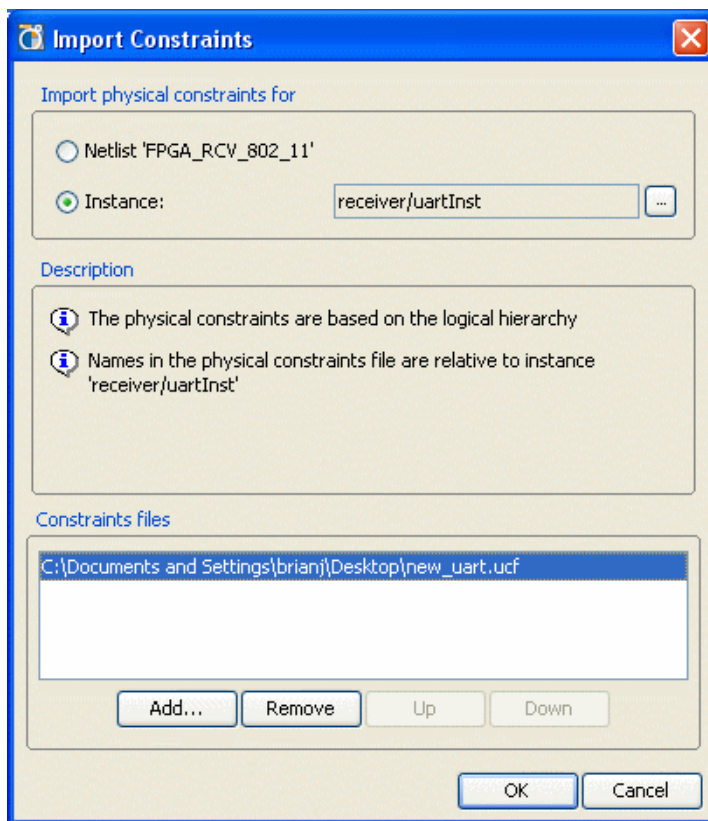 Import Constraints
Import physical constraints for
Netlist 'FPGA_RCV_802_11'
Instance: receiver/uartInst ...
Description
The physical constraints are based on the logical hierarchy
Names in the physical constraints file are relative to instance
'receiver/uartInst'
Constraints files
C:\Documents and Settings\brianj\Desktop\new_uart.ucf
Add... Remove Up Down
OK Cancel